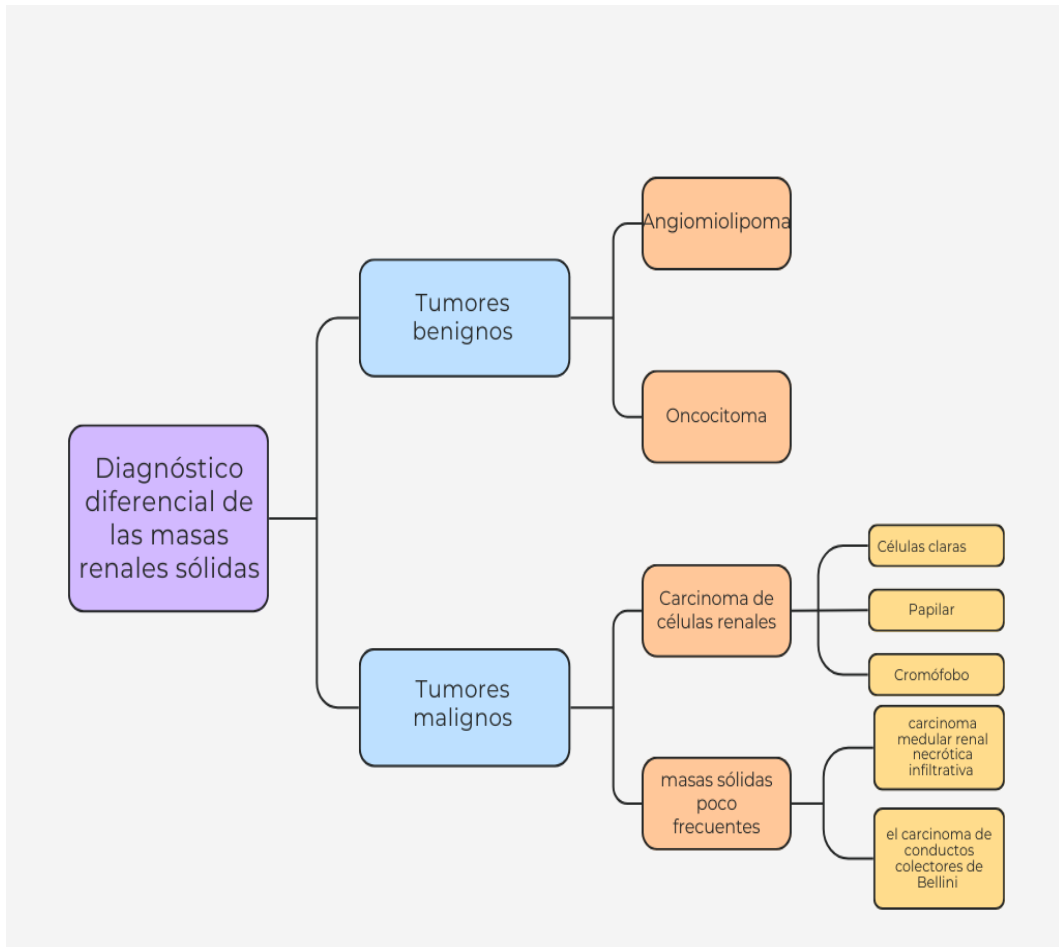 Diagnóstico
diferencial de
las masas
renales sólidas
Tumores
benignos
Angiomiolipoma
Oncocitoma
Tumores
malignos
Carcinoma de
células renales
Células claras
Papilar
Cromófobo
masas sólidas
poco
frecuentes
carcinoma
medular renal
necrótica
infiltrativa
el carcinoma de
conductos
colectores de
Bellini